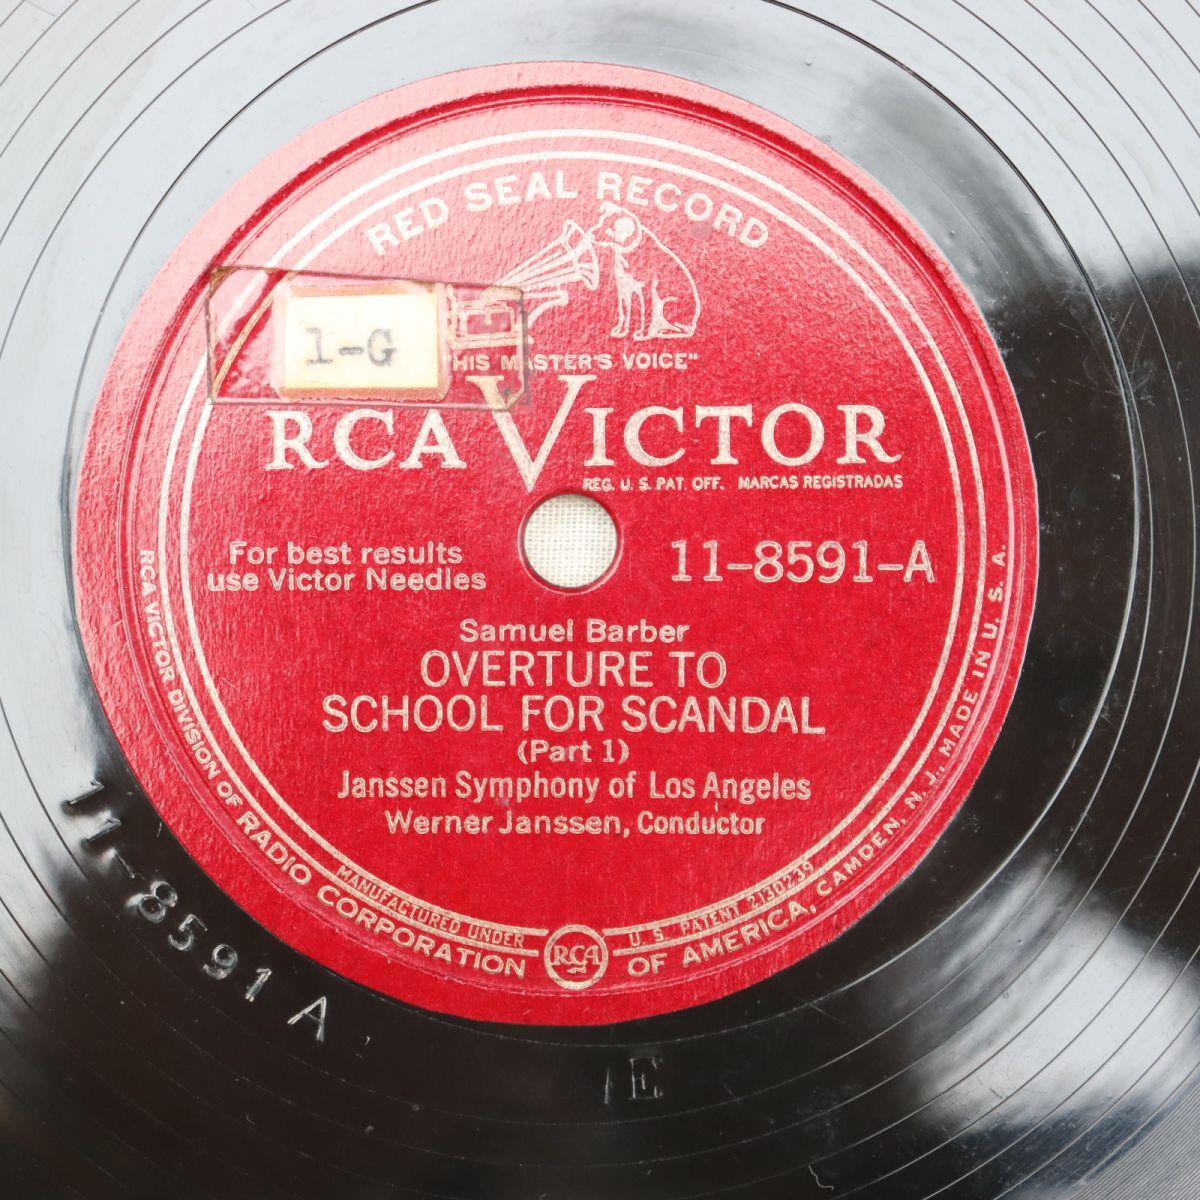 RED SEAL RECORD
1-G
HIS MASTER'S VOICE"
RCA VICTOR
REG. U. S. PAT. OFF. MARCAS REGISTRADAS
For best results
use Victor Needles
11-8591-A
Samuel Barber
OVERTURE TO
SCHOOL FOR SCANDAL
(Part 1)
Janssen Symphony of Los Angeles
Werner Janssen, Conductor
MANUFACTURED UNDER U. S. PATENT 2130239
RCA
RCA VICTOR DIVISION OF RADIO CORPORATION OF AMERICA, CAMDEN, N. J., MADE IN U. S. A.
11-8591 A
E